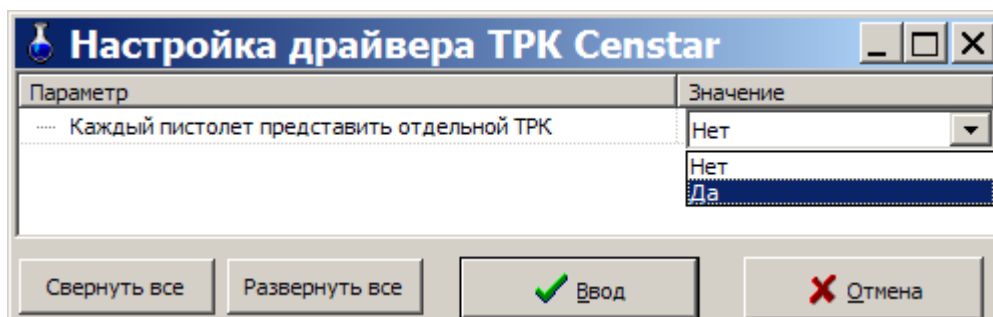 Настройка драйвера ТРК Censtar
Параметр Значение
Каждый пистолет представить отдельной ТРК Нет
Нет
Да
Свернуть все Развернуть все Ввод Отмена